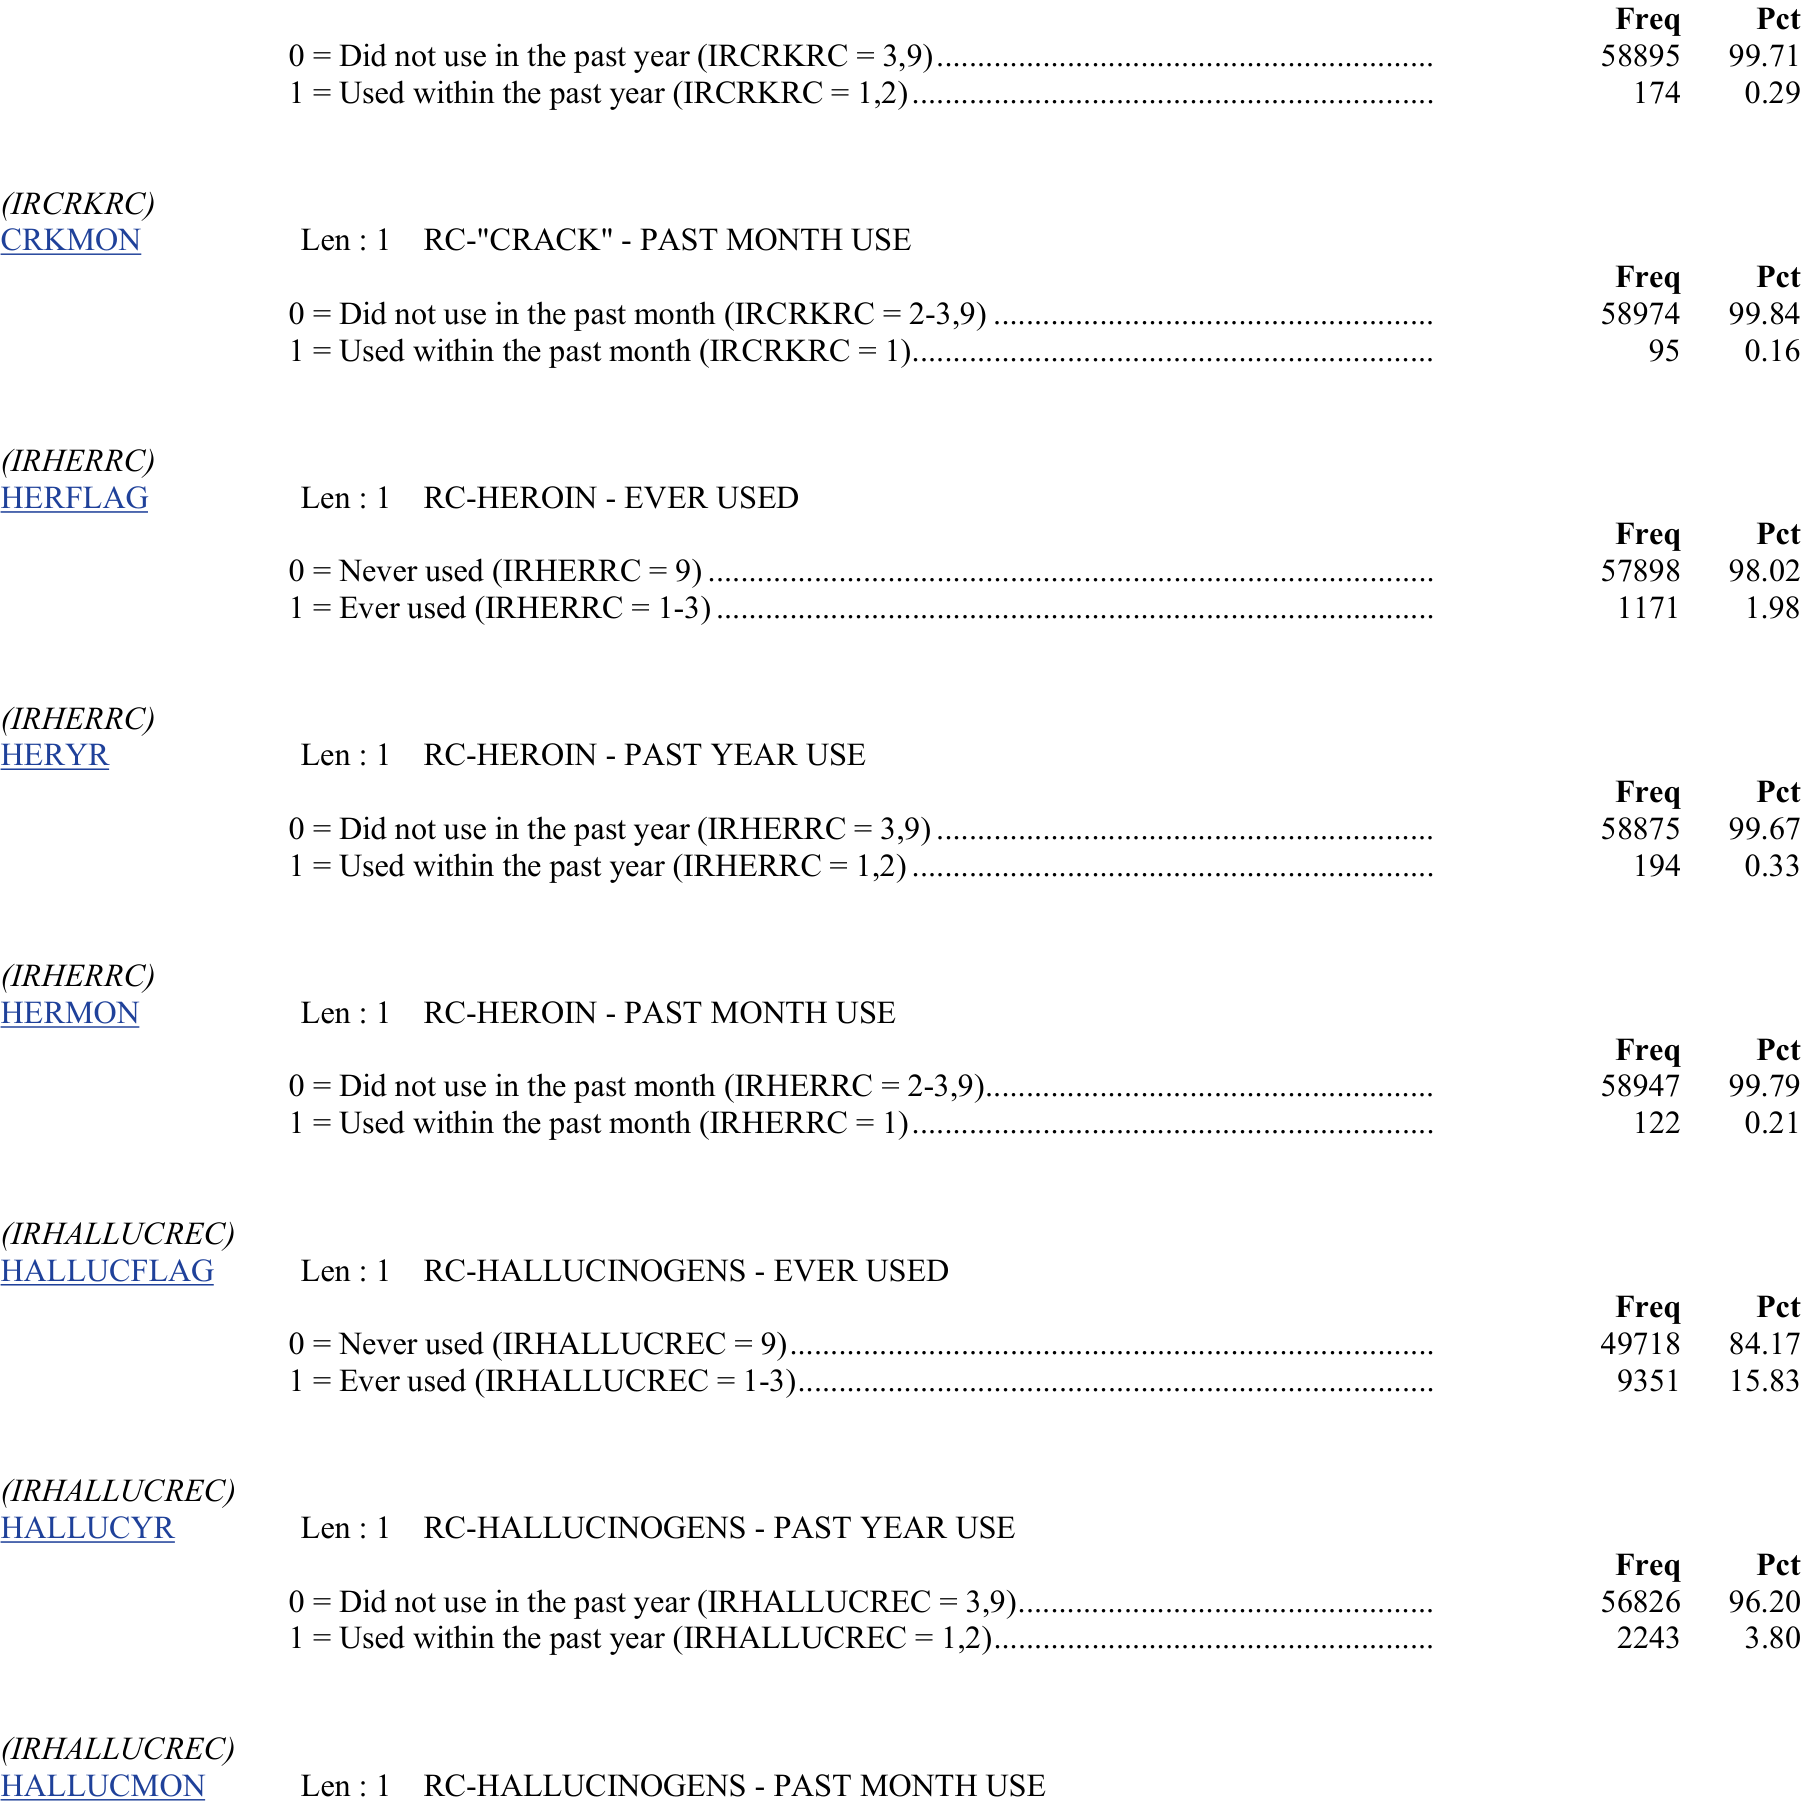 Freq Pct
0 = Did not use in the past year (IRCRKRC = 3,9)............................................................. 58895 99.71
1 = Used within the past year (IRCRKRC = 1,2)................................................................ 174 0.29
(IRCRKRC)
CRKMON Len : 1 RC-"CRACK" - PAST MONTH USE
Freq Pct
0 = Did not use in the past month (IRCRKRC = 2-3,9)...................................................... 58974 99.84
1 = Used within the past month (IRCRKRC = 1)................................................................ 95 0.16
(IRHERRC)
HERFLAG Len : 1 RC-HEROIN - EVER USED
Freq Pct
0 = Never used (IRHERRC = 9)......................................................................................... 57898 98.02
1 = Ever used (IRHERRC = 1-3)........................................................................................ 1171 1.98
(IRHERRC)
HERYR Len : 1 RC-HEROIN - PAST YEAR USE
Freq Pct
0 = Did not use in the past year (IRHERRC = 3,9)............................................................. 58875 99.67
1 = Used within the past year (IRHERRC = 1,2)................................................................ 194 0.33
(IRHERRC)
HERMON Len : 1 RC-HEROIN - PAST MONTH USE
Freq Pct
0 = Did not use in the past month (IRHERRC = 2-3,9)....................................................... 58947 99.79
1 = Used within the past month (IRHERRC = 1)................................................................ 122 0.21
(IRHALLUCREC)
HALLUCFLAG Len : 1 RC-HALLUCINOGENS - EVER USED
Freq Pct
0 = Never used (IRHALLUCREC = 9)............................................................................... 49718 84.17
1 = Ever used (IRHALLUCREC = 1-3).............................................................................. 9351 15.83
(IRHALLUCREC)
HALLUCYR Len : 1 RC-HALLUCINOGENS - PAST YEAR USE
Freq Pct
0 = Did not use in the past year (IRHALLUCREC = 3,9)................................................... 56826 96.20
1 = Used within the past year (IRHALLUCREC = 1,2)...................................................... 2243 3.80
(IRHALLUCREC)
HALLUCMON Len : 1 RC-HALLUCINOGENS - PAST MONTH USE